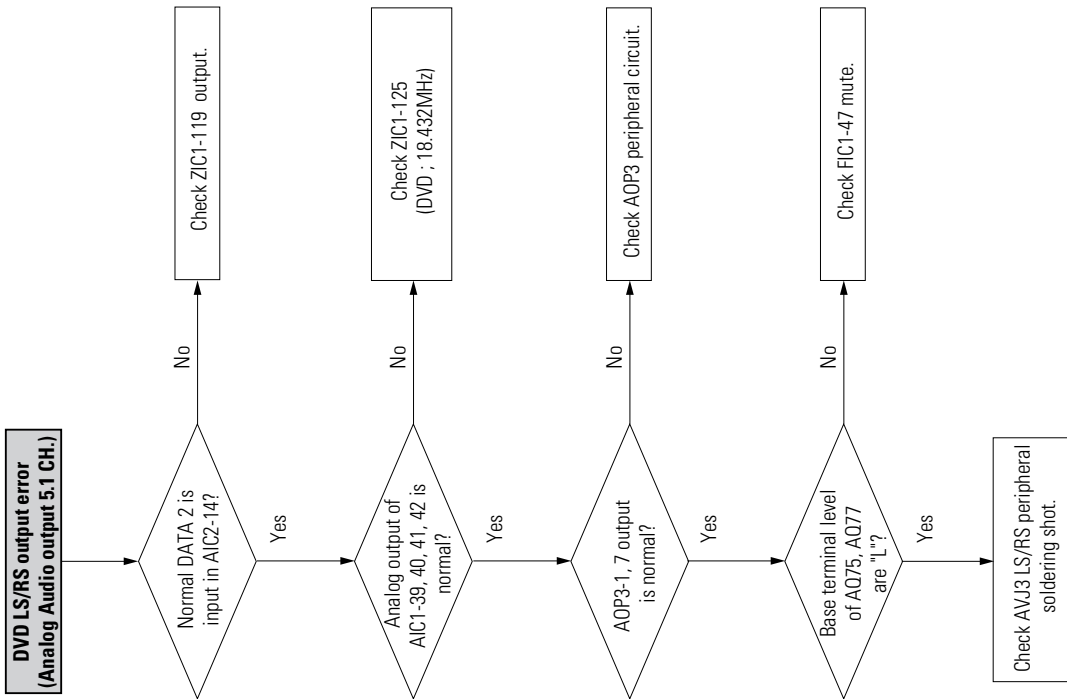 DVD LS/RS output error
(Analog Audio output 5.1 CH.)
Normal DATA 2 is
input in AIC2-14?
No
Check ZIC1-119 output.
Yes
Analog output of
AIC1-39, 40, 41, 42 is
normal?
No
Check ZIC1-125
(DVD ; 18.432MHz)
Yes
AOP3-1, 7 output
is normal?
No
Check AOP3 peripheral circuit.
Yes
Base terminal level
of AQ75, AQ77
are "L"?
No
Check FIC1-47 mute.
Yes
Check AVJ3 LS/RS peripheral
soldering shot.